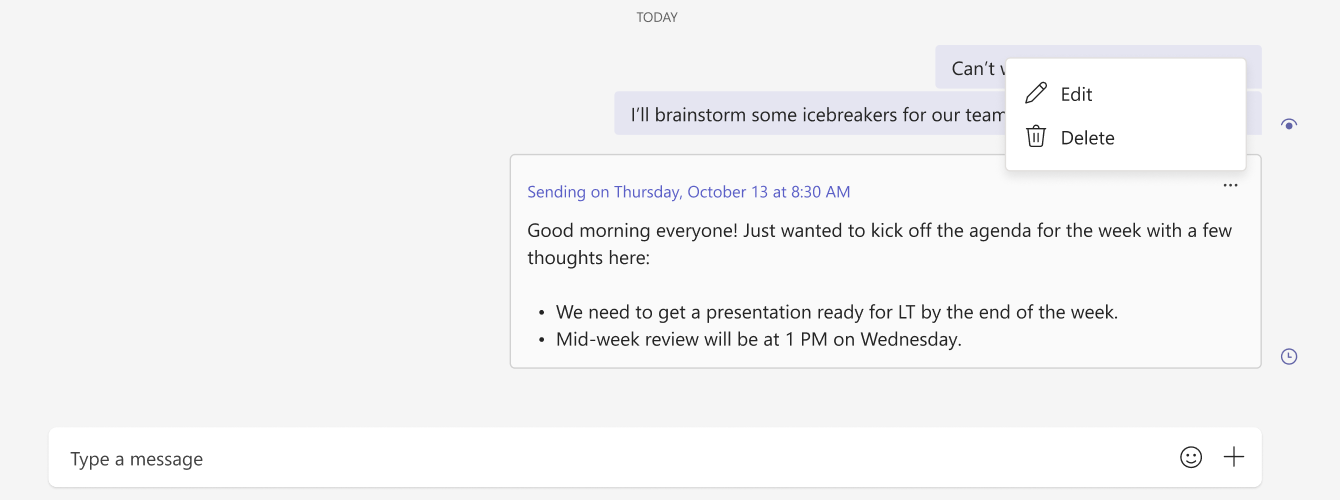 TODAY
Can't
I'll brainstorm some icebreakers for our team
Edit
Delete
Sending on Thursday, October 13 at 8:30 AM
Good morning everyone! Just wanted to kick off the agenda for the week with a few
thoughts here:
• We need to get a presentation ready for LT by the end of the week.
• Mid-week review will be at 1 PM on Wednesday.
Type a message